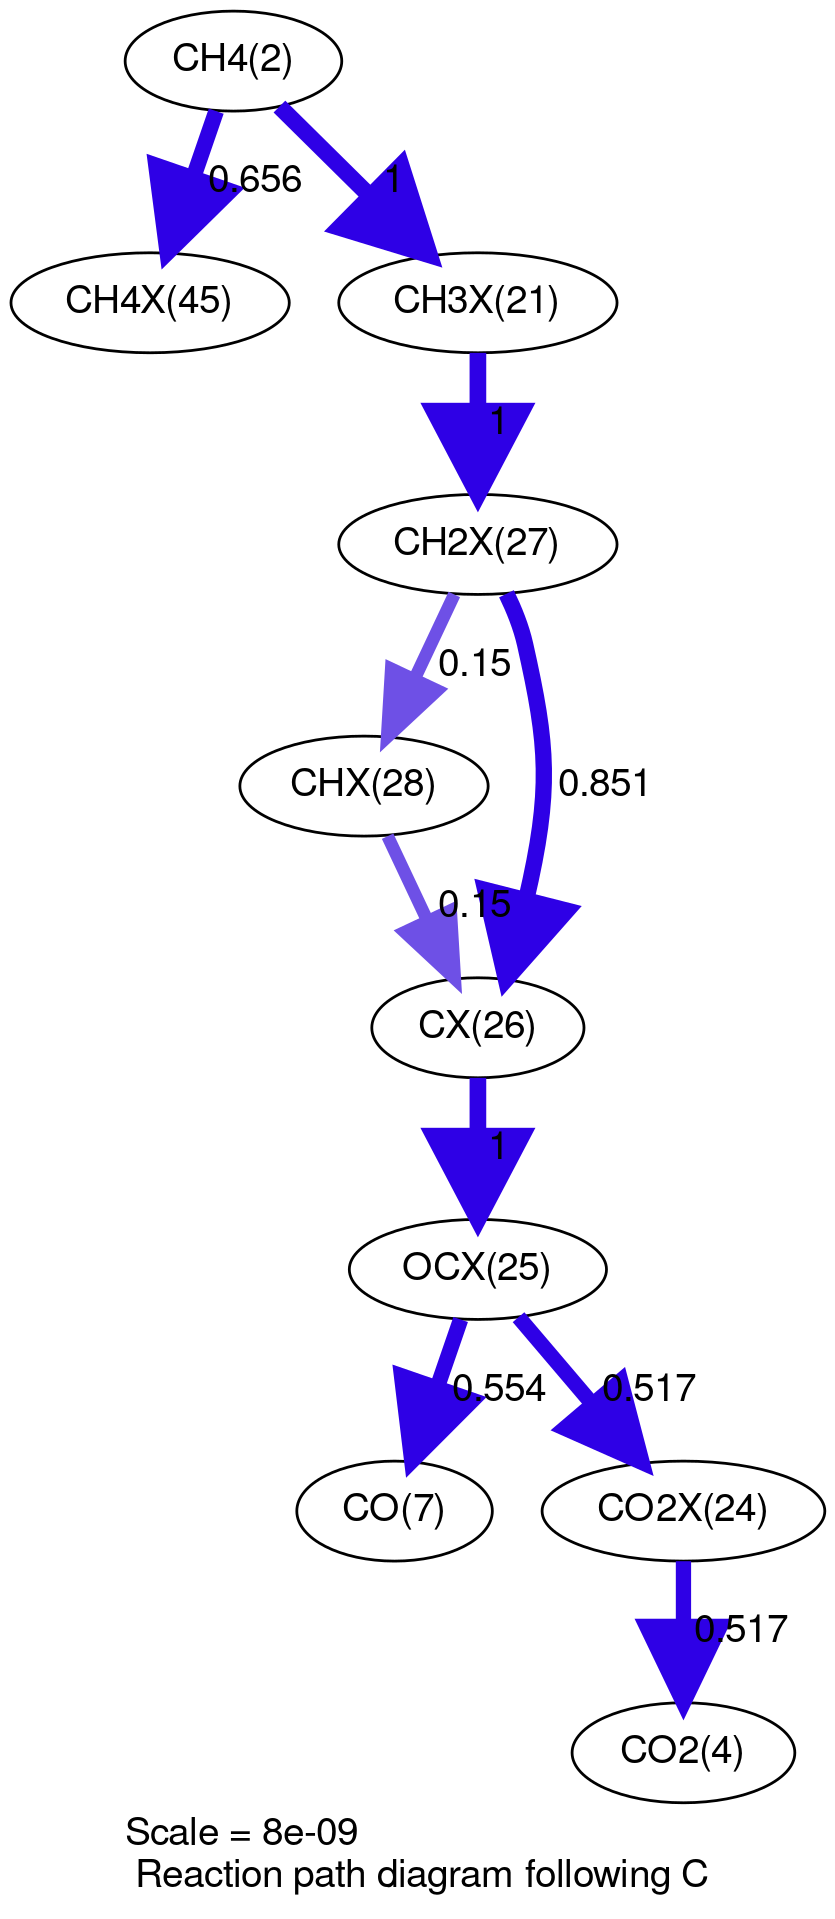 CH4(2)
0.656
1
CH4X(45)
CH3X(21)
1
CH2X(27)
0.15
CHX(28)
0.851
0.15
CX(26)
1
OCX(25)
0.554
0.517
CO(7)
CO2X(24)
0.517
CO2(4)
Scale = 8e-09
Reaction path diagram following C